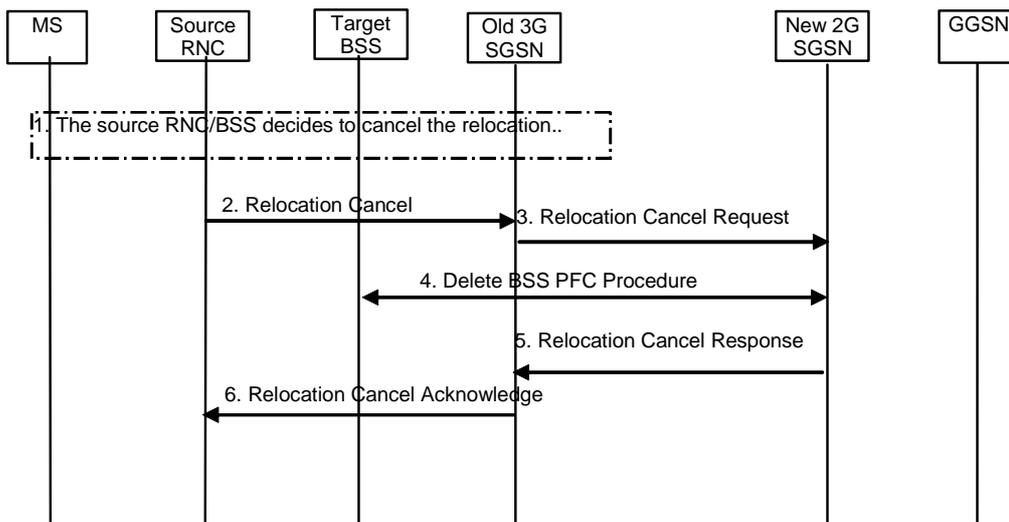 MS
Source
RNC
Target
BSS
Old 3G
SGSN
New 2G
SGSN
GGSN
1. The source RNC/BSS decides to cancel the relocation..
2. Relocation Cancel
3. Relocation Cancel Request
4. Delete BSS PFC Procedure
5. Relocation Cancel Response
6. Relocation Cancel Acknowledge